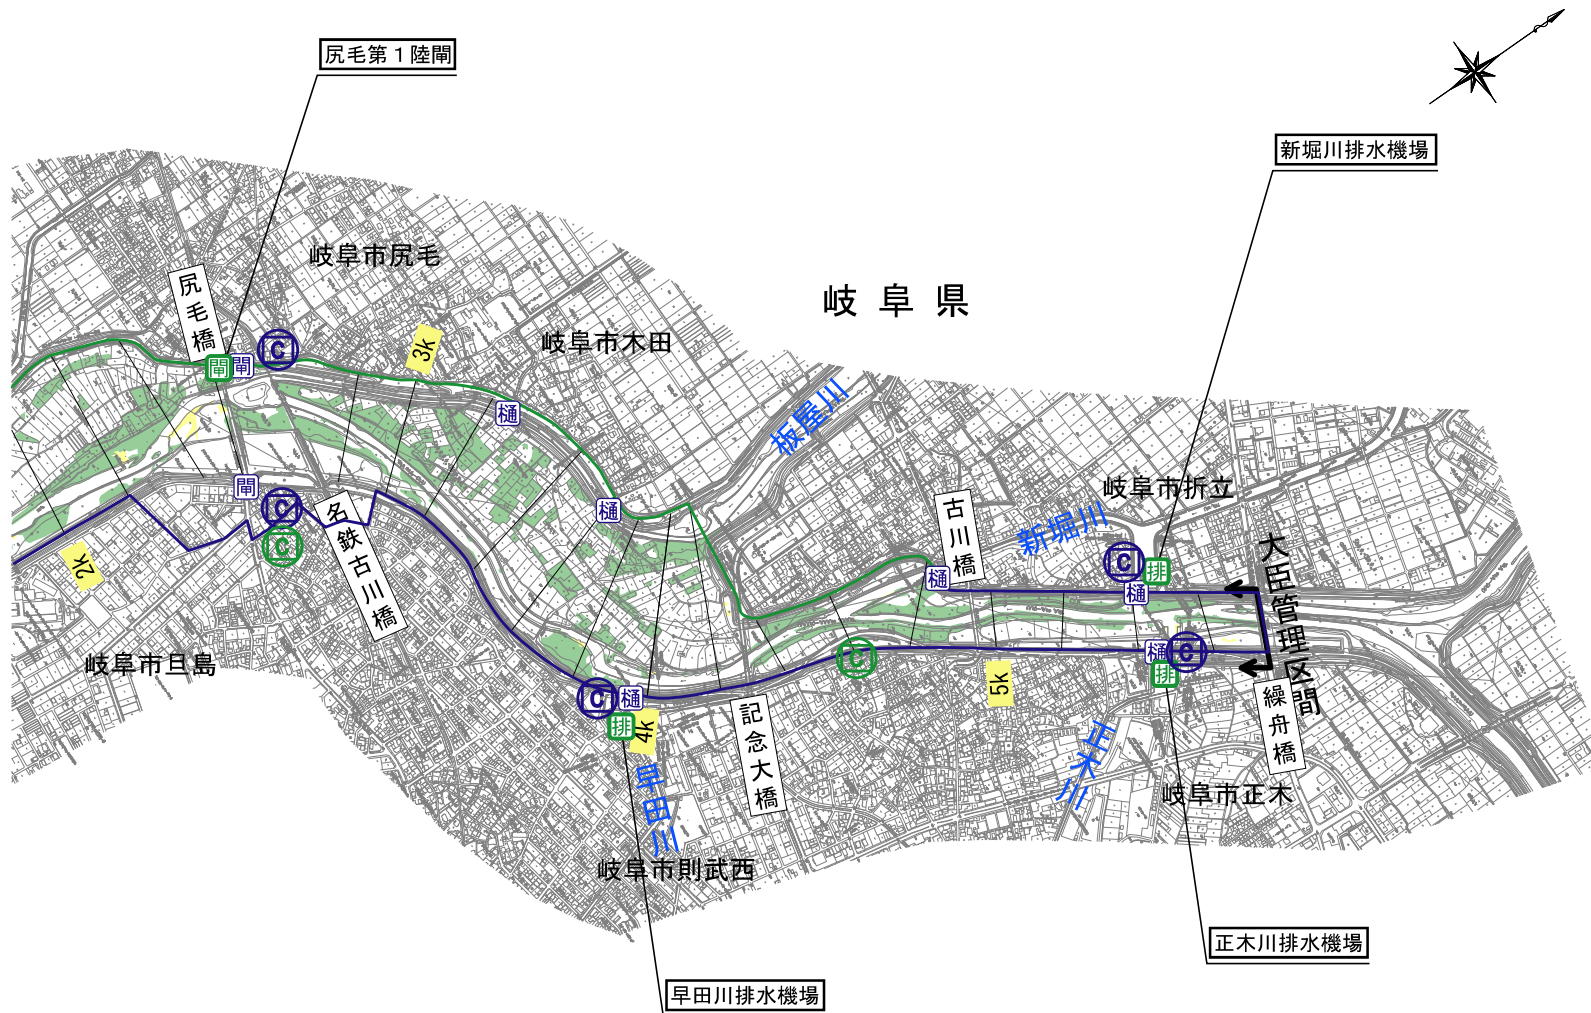 尻毛第１陸閘
新堀川排水機場
岐阜市尻毛
尻毛橋
岐阜県
岐阜市木田
3k
C
閘
閘
樋
板屋川
樋
閘
C
C
名鉄古川橋
2k
岐阜市旦島
古川橋
樋
新堀川
岐阜市折立
C
排
樋
大臣管理区間
C
樋
C
排
5k
繰舟橋
C
樋
排
4k
記念大橋
早田川
正木川
岐阜市正木
岐阜市則武西
正木川排水機場
早田川排水機場